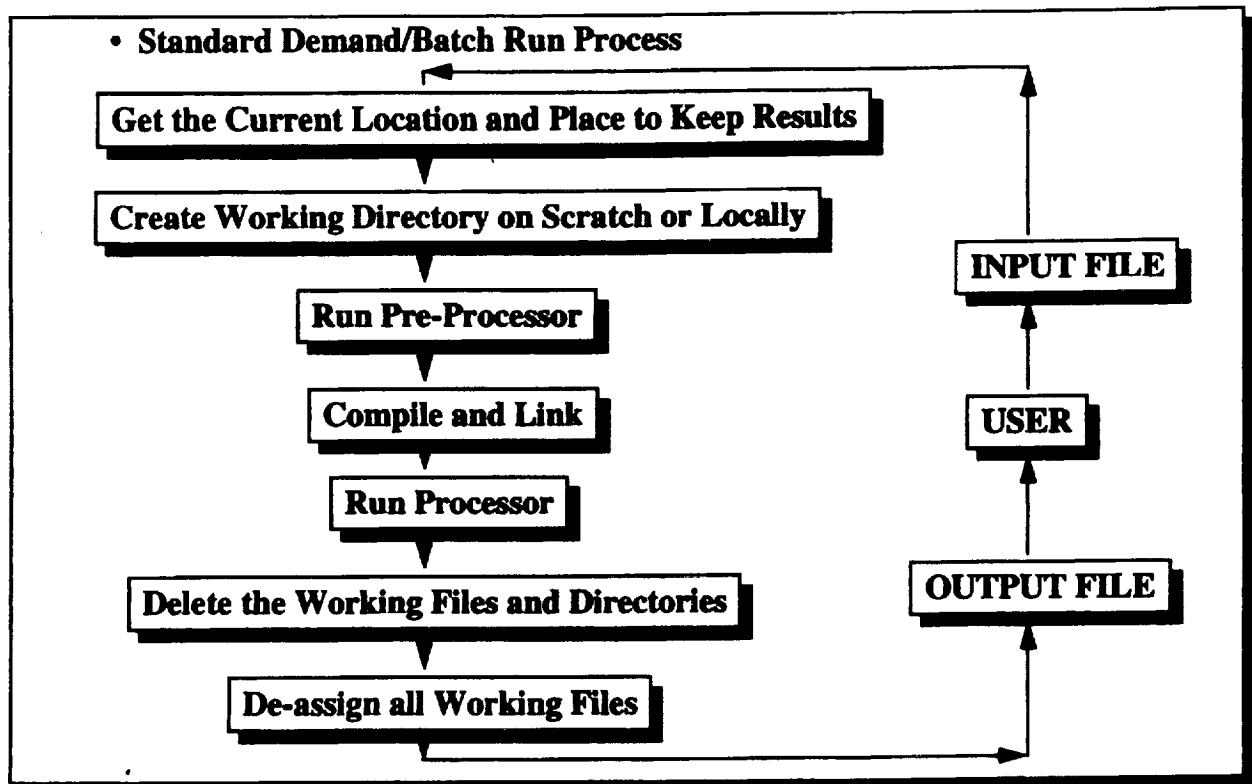 • Standard Demand/Batch Run Process
Get the Current Location and Place to Keep Results
Create Working Directory on Scratch or Locally
Run Pre-Processor
Compile and Link
Run Processor
Delete the Working Files and Directories
De-assign all Working Files
INPUT FILE
USER
OUTPUT FILE